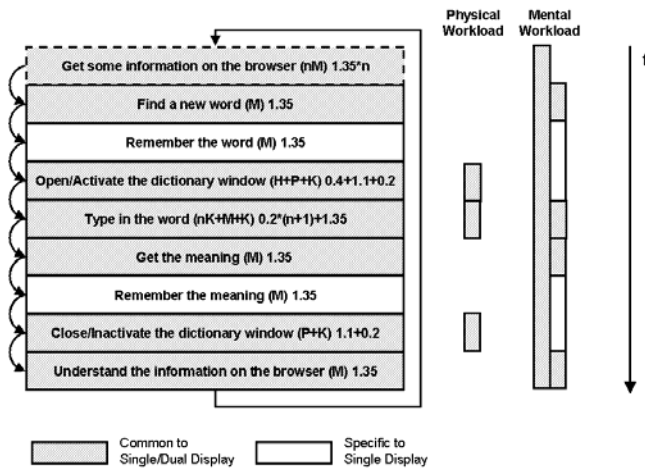 Physical
Workload
Mental
Workload
t
Get some information on the browser (nM) 1.35*n
Find a new word (M) 1.35
Remember the word (M) 1.35
Open/Activate the dictionary window (H+P+K) 0.4+1.1+0.2
Type in the word (nK+M+K) 0.2*(n+1)+1.35
Get the meaning (M) 1.35
Remember the meaning (M) 1.35
Close/Inactivate the dictionary window (P+K) 1.1+0.2
Understand the information on the browser (M) 1.35
Common to
Single/Dual Display
Specific to
Single Display